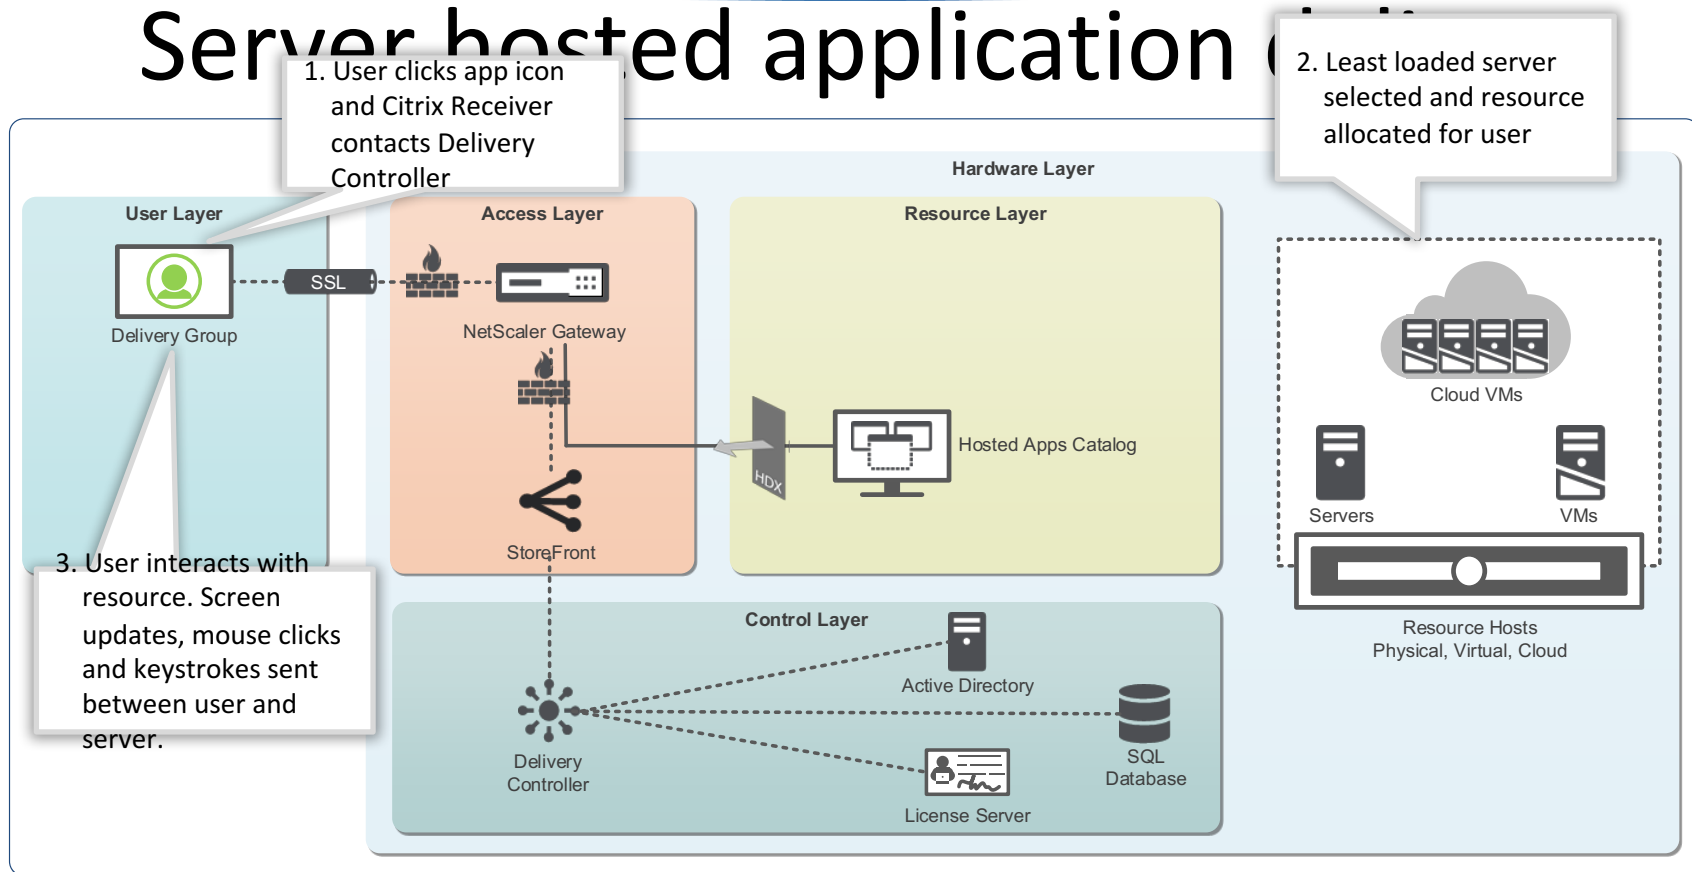 Server hosted application
1. User clicks app icon
and Citrix Receiver
contacts Delivery
Controller
2. Least loaded server
selected and resource
allocated for user
Hardware Layer
User Layer
Access Layer
Resource Layer
SSL
Delivery Group
NetScaler Gateway
Cloud VMs
HDX
Hosted Apps Catalog
Servers
VMs
StoreFront
3. User interacts with
resource. Screen
updates, mouse clicks
and keystrokes sent
between user and
server.
Control Layer
Resource Hosts
Physical, Virtual, Cloud
Active Directory
Delivery
Controller
SQL
Database
License Server